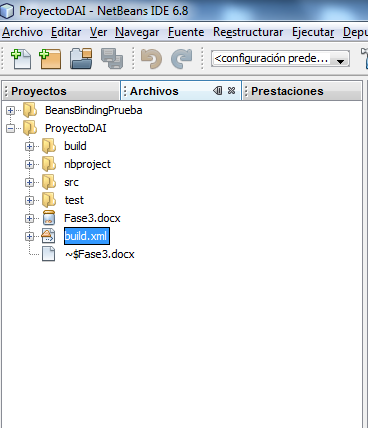 ProyectoDAI - NetBeans IDE 6.8
Archivo Editar Ver Navegar Fuente Reestructurar Ejecutar Depu
<configuración prede...
Proyectos Archivos Prestaciones
BeansBindingPrueba
ProyectoDAI
build
nbproject
src
test
Fase3.docx
build.xml
~$Fase3.docx